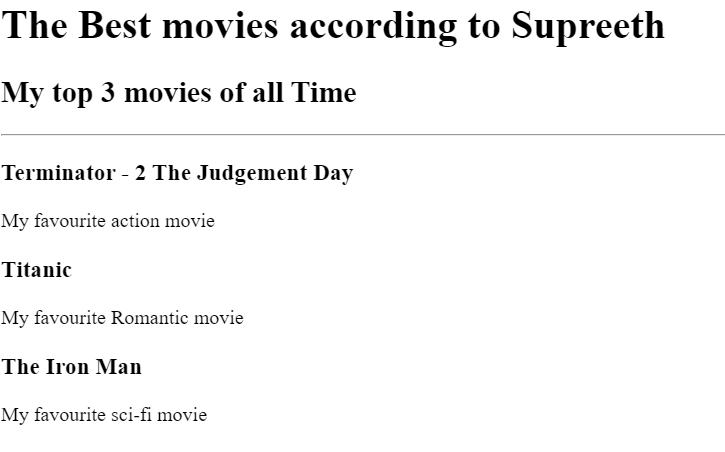 The Best movies according to Supreeth
My top 3 movies of all Time
Terminator - 2 The Judgement Day
My favourite action movie
Titanic
My favourite Romantic movie
The Iron Man
My favourite sci-fi movie